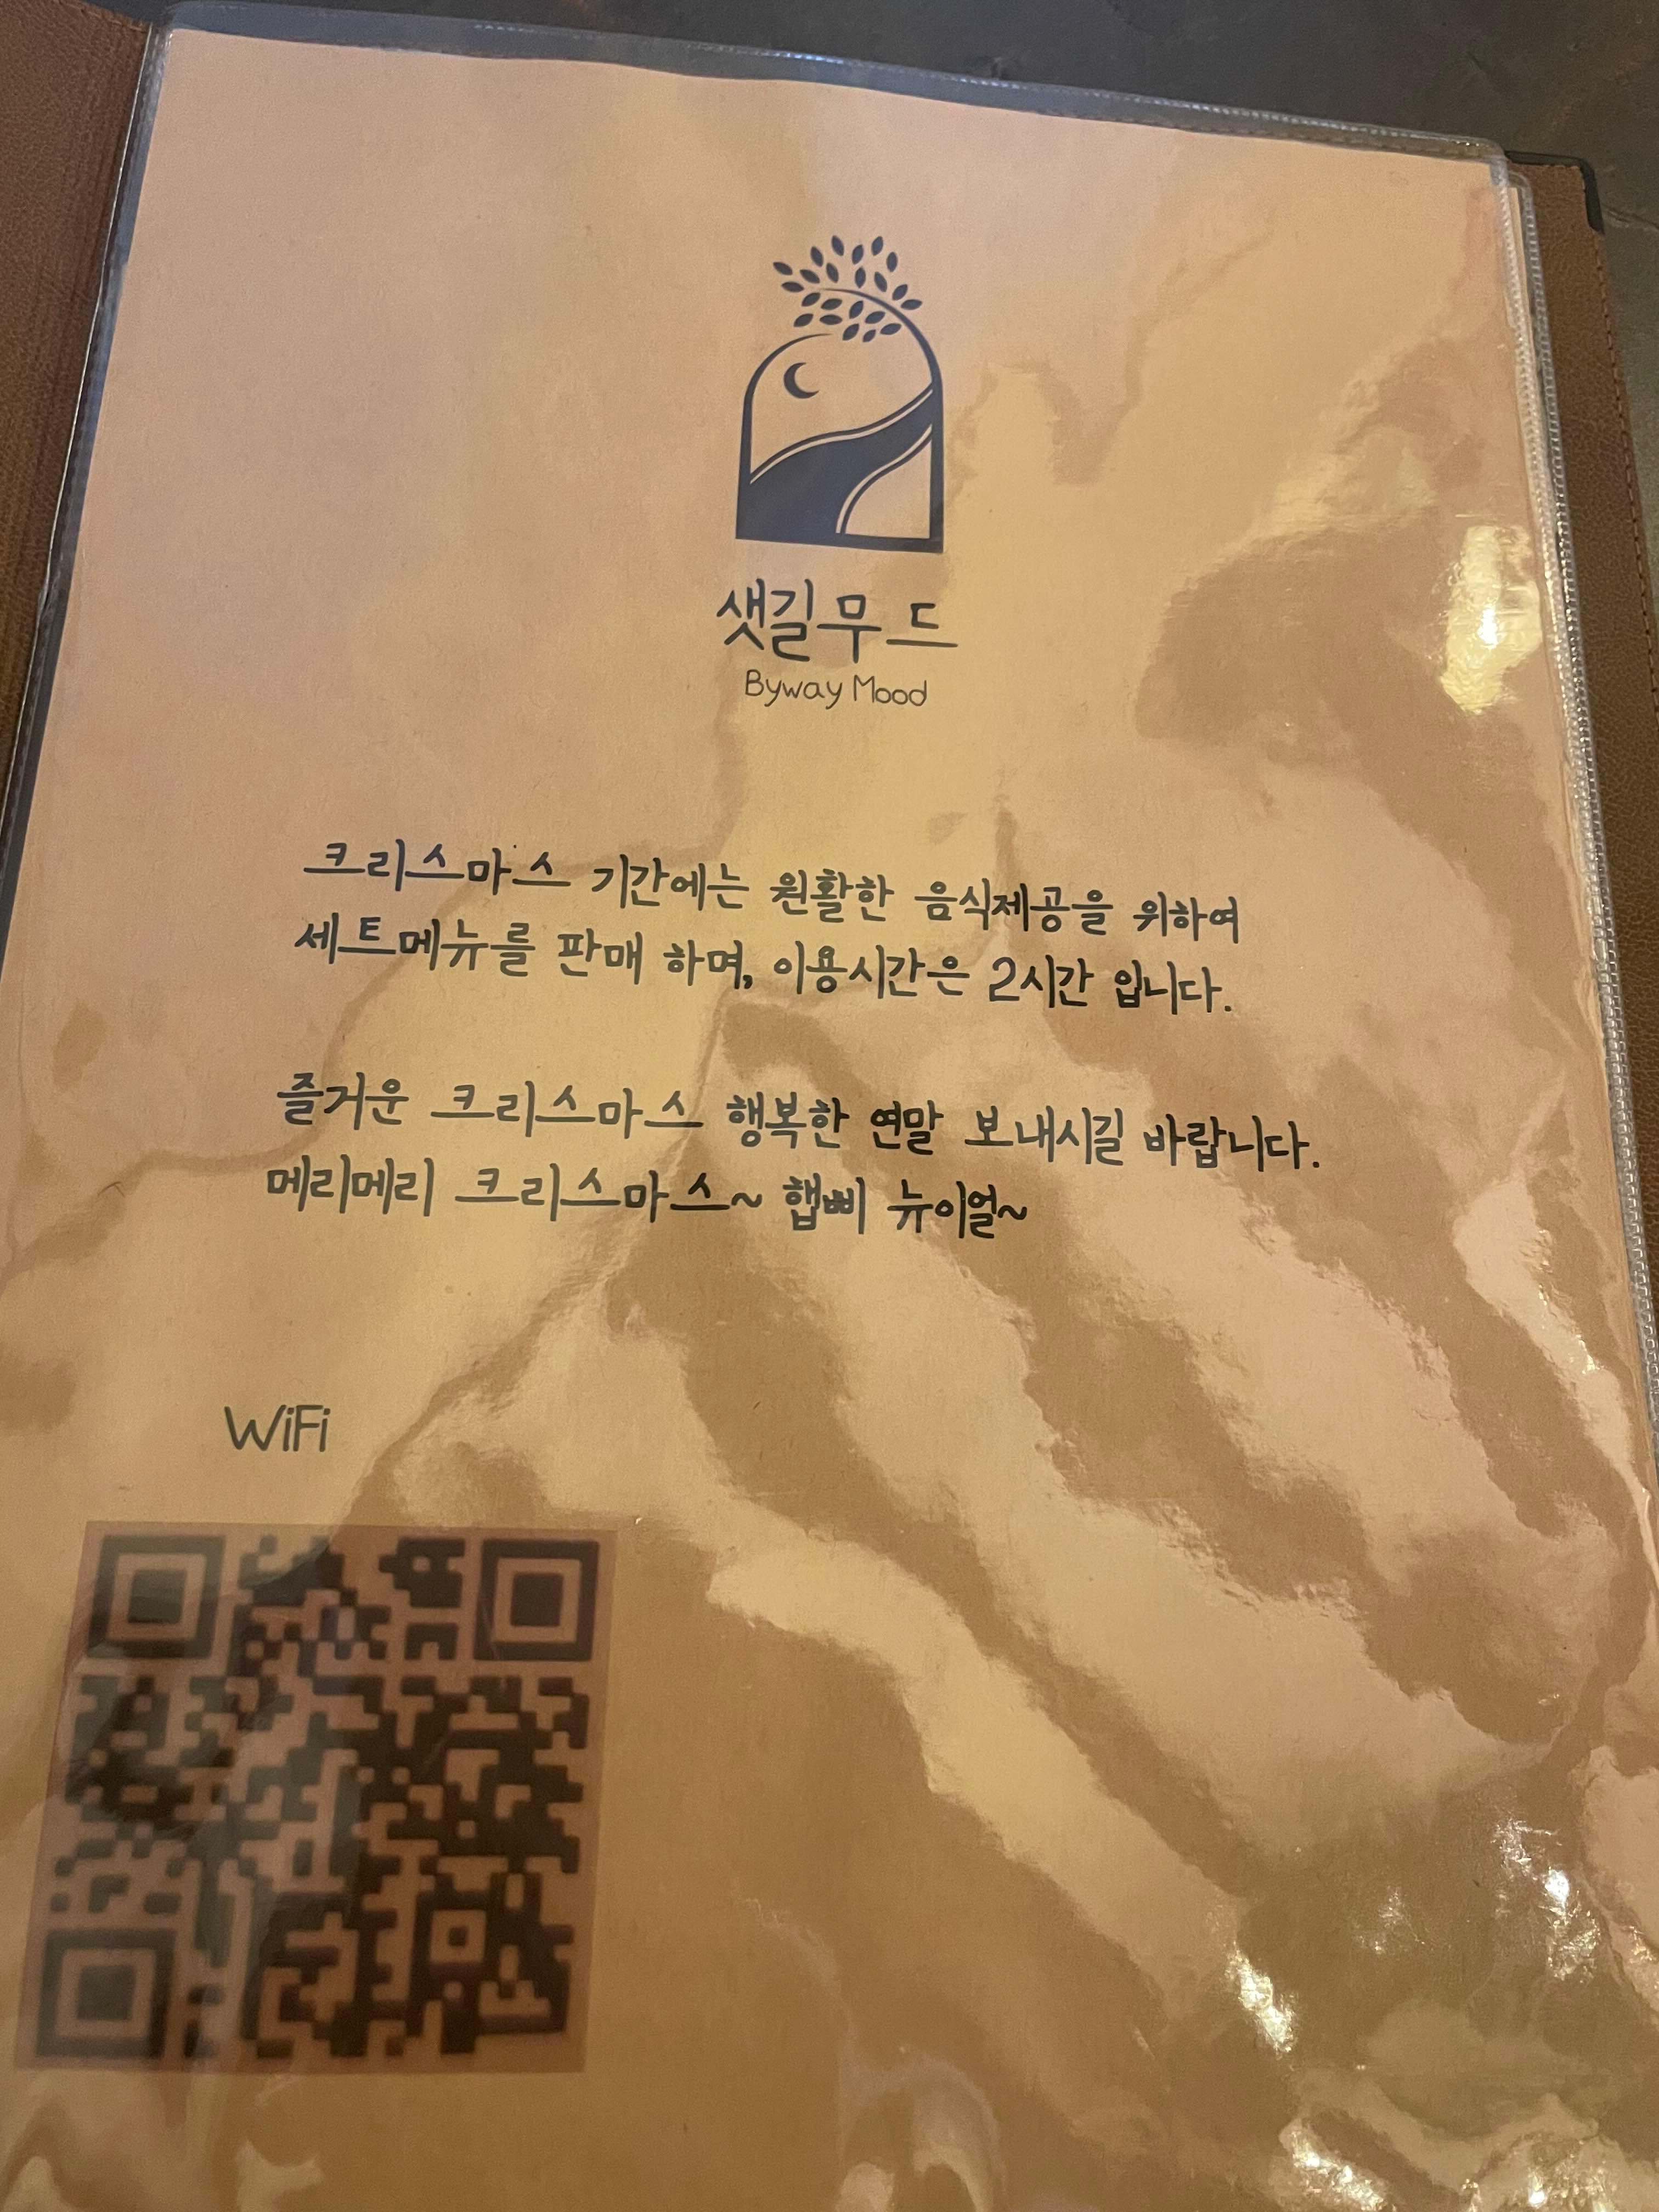 샛길무드
Byway Mood
크리스마스 기간에는 원활한 음식제공을 위하여
세트메뉴를 판매 하며, 이용시간은 2시간 입니다.
즐거운 크리스마스 행복한 연말 보내시길 바랍니다.
메리메리 크리스마스~ 햅삐 뉴이얼~
WiFi